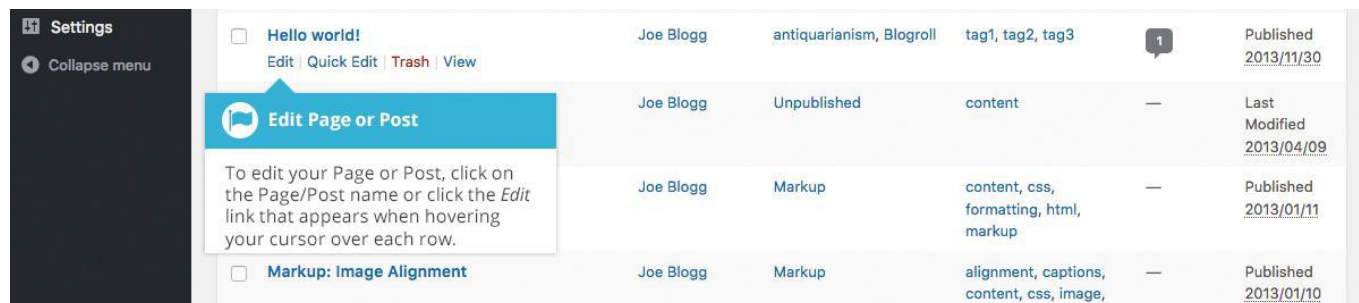 Settings
Collapse menu
Hello world!
Edit | Quick Edit | Trash | View
Joe Blogg
antiquarianism, Blogroll
tag1, tag2, tag3
1
Published
2013/11/30
Edit Page or Post
To edit your Page or Post, click on
the Page/Post name or click the Edit
link that appears when hovering
your cursor over each row.
Joe Blogg
Unpublished
content
—
Last
Modified
2013/04/09
Joe Blogg
Markup
content, css,
formatting, html,
markup
—
Published
2013/01/11
Markup: Image Alignment
Joe Blogg
Markup
alignment, captions,
content, css, image,
—
Published
2013/01/10